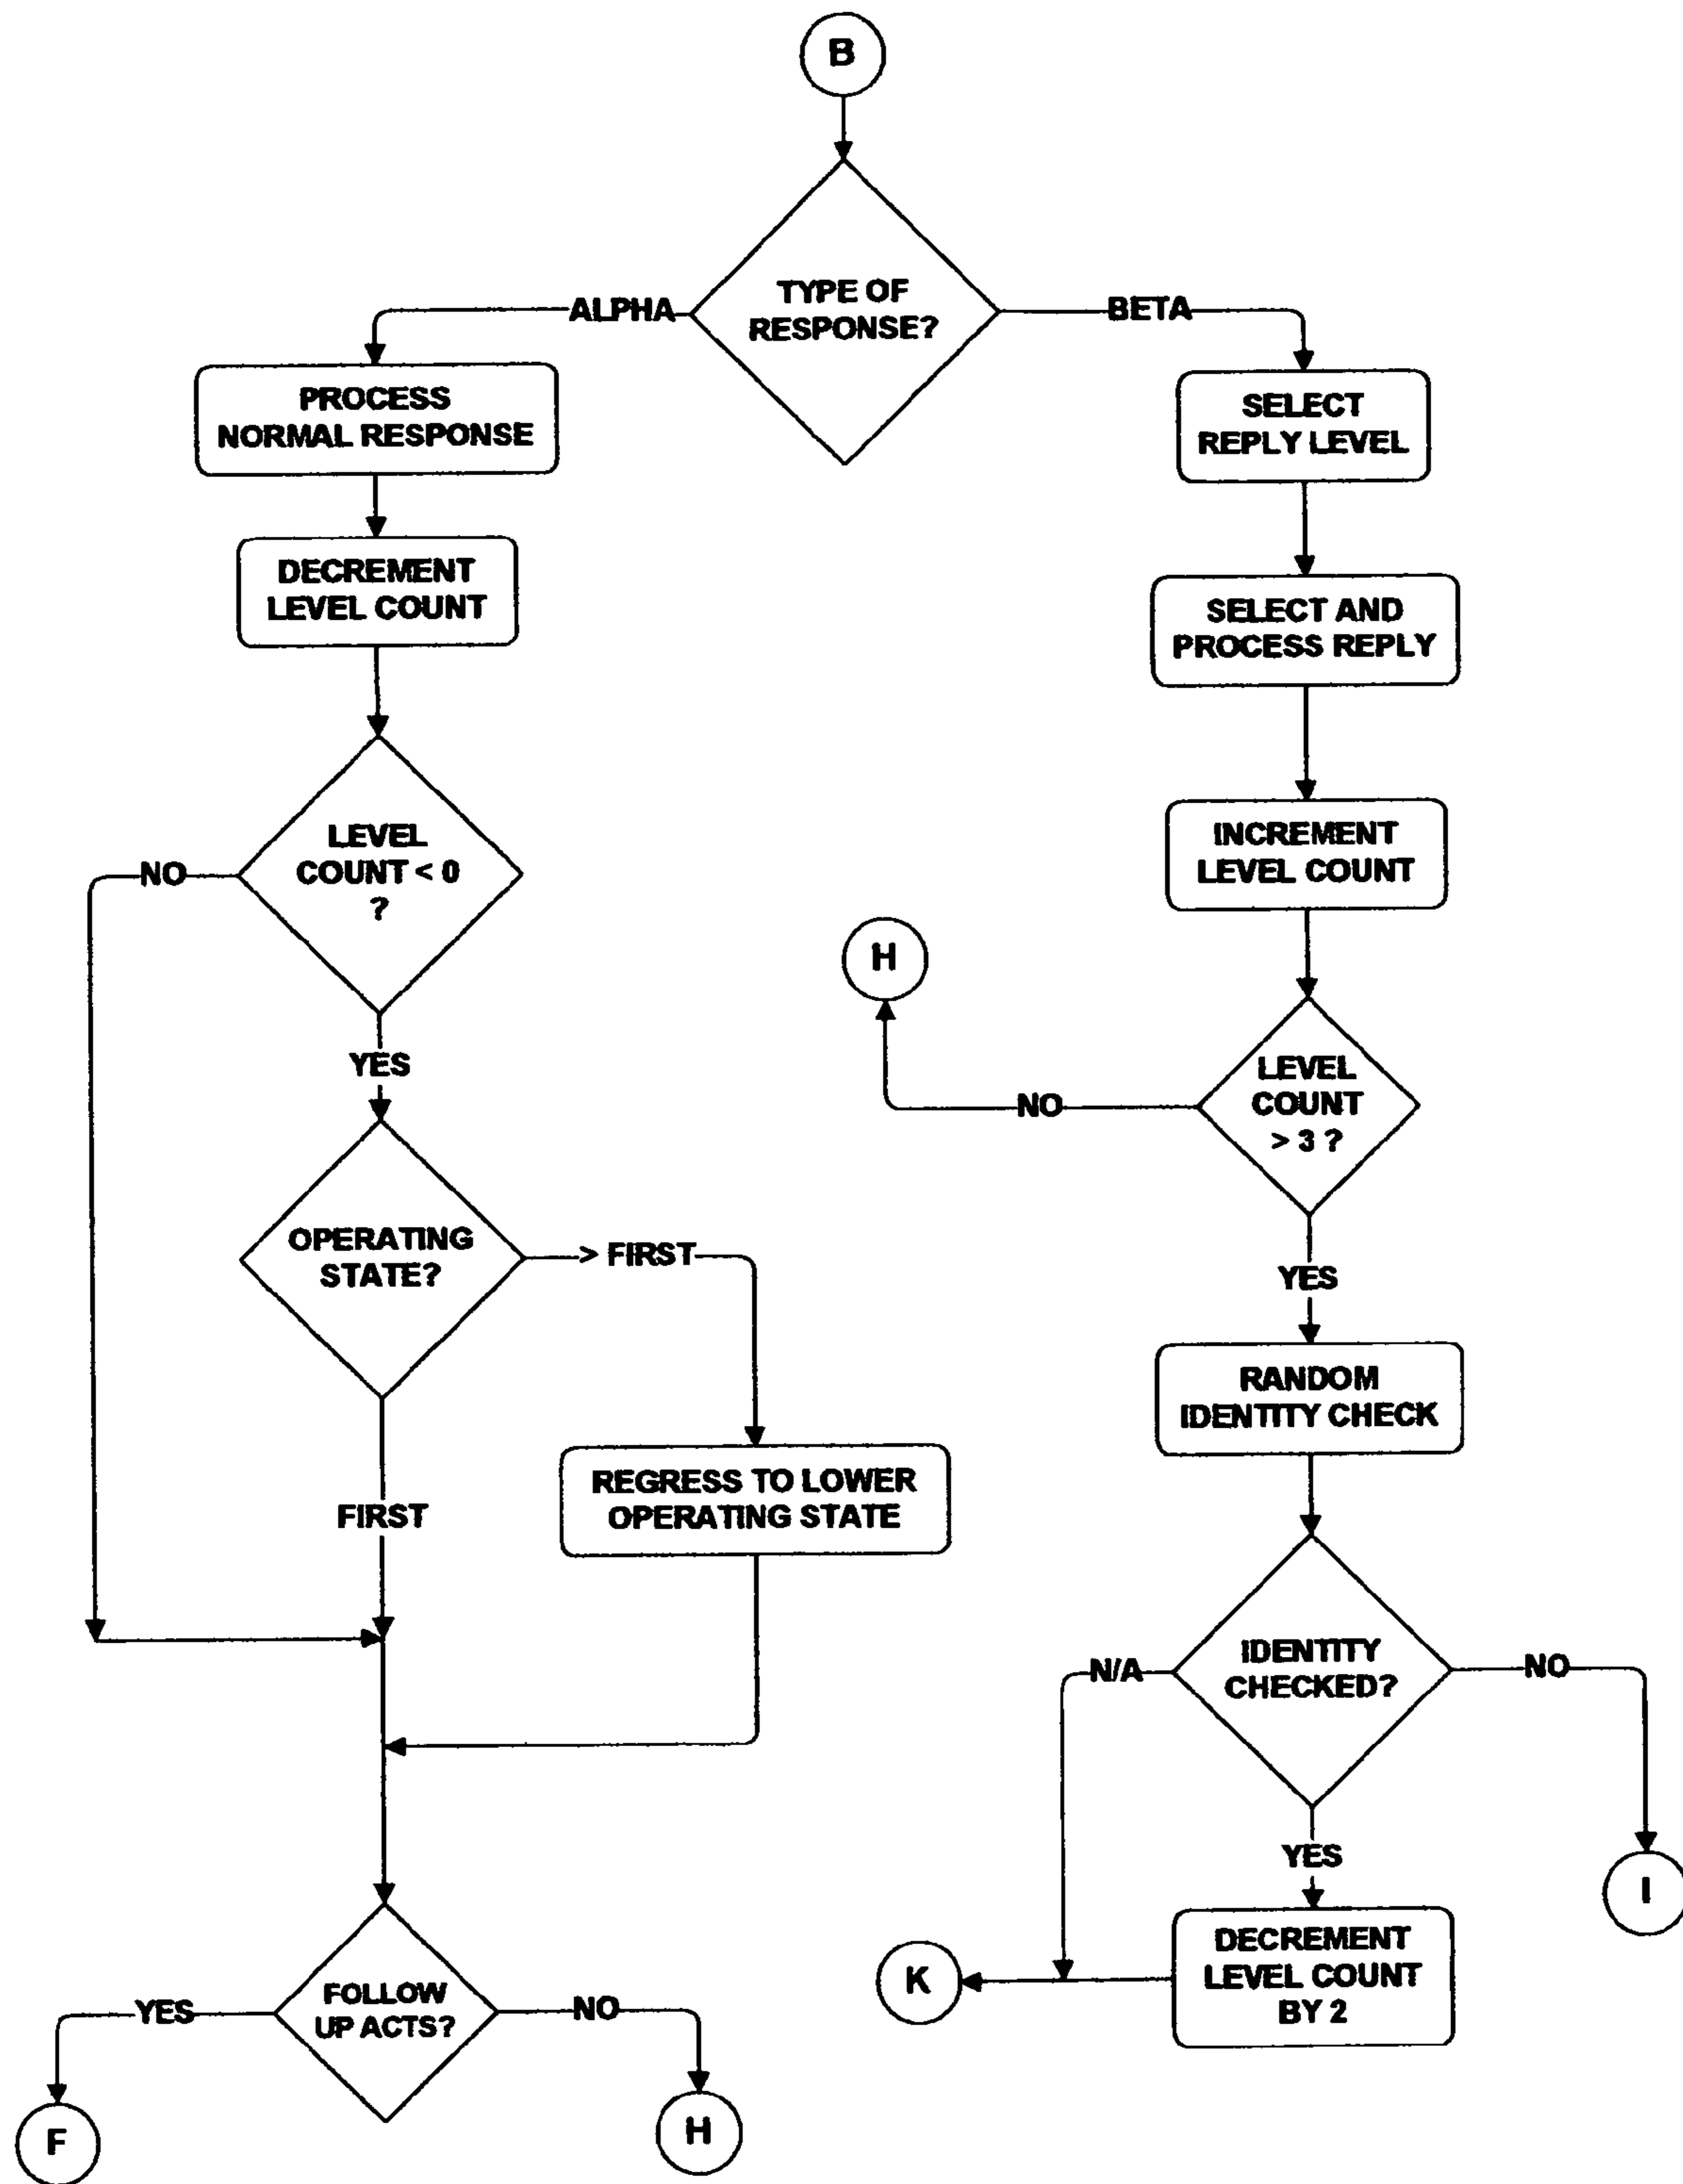 B
TYPE OF
RESPONSE?
ALPHA
BETA
PROCESS
NORMAL RESPONSE
DECREMENT
LEVEL COUNT
LEVEL
COUNT < 0
?
NO
YES
OPERATING
STATE?
> FIRST
FIRST
REGRESS TO LOWER
OPERATING STATE
FOLLOW
UP ACTS?
YES
NO
F
H
SELECT
REPLY LEVEL
SELECT AND
PROCESS REPLY
INCREMENT
LEVEL COUNT
LEVEL
COUNT
> 3 ?
NO
H
YES
RANDOM
IDENTITY CHECK
IDENTITY
CHECKED?
N/A
NO
YES
I
DECREMENT
LEVEL COUNT
BY 2
K